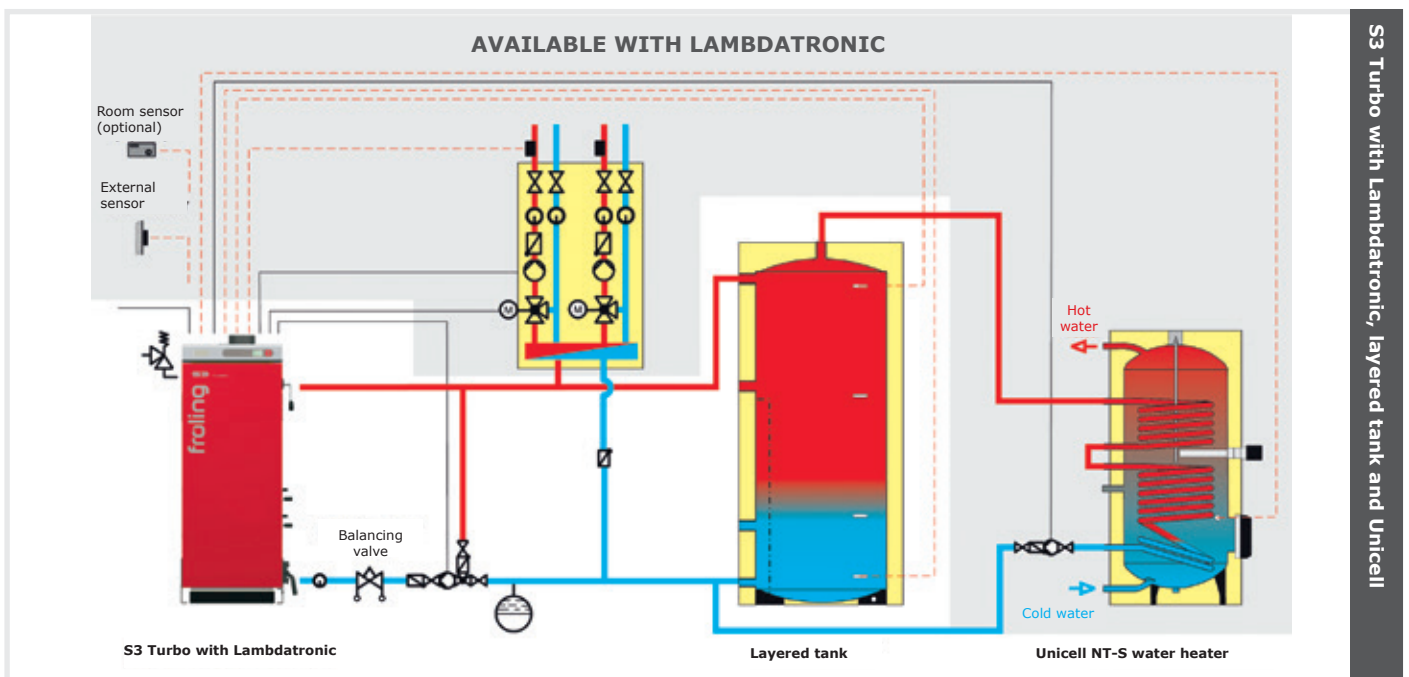 AVAILABLE WITH LAMBDATRONIC
Room sensor
(optional)
External
sensor
M
M
froling
Balancing
valve
Hot
water
Cold water
S3 Turbo with Lambdatronic
Layered tank
Unicell NT-S water heater
S3 Turbo with Lambdatronic, layered tank and Unicell